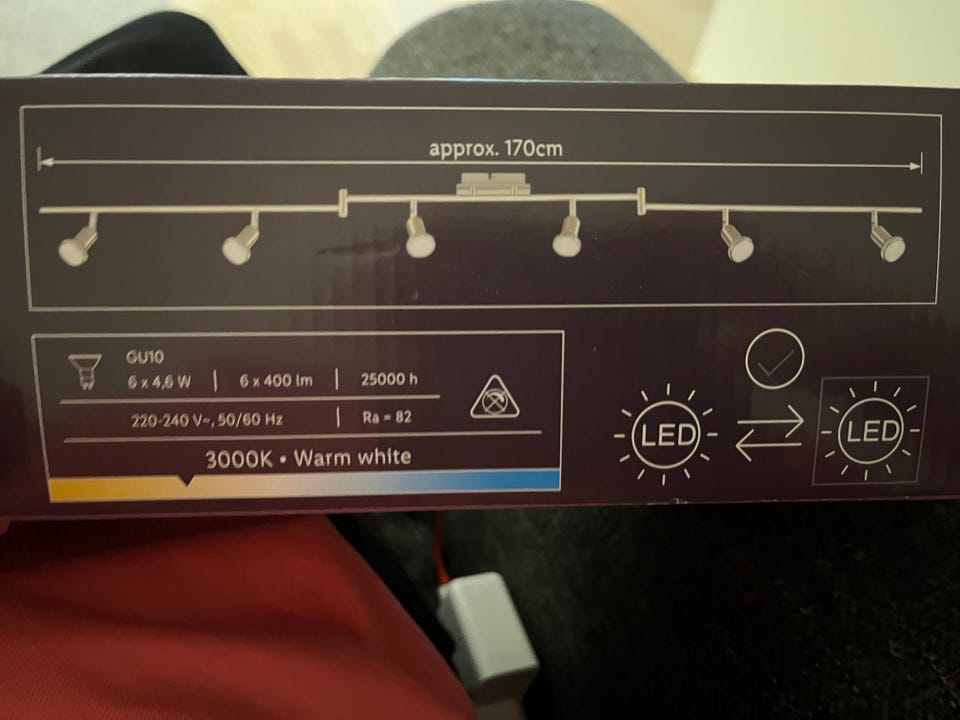 approx. 170cm
GU10
6 x 4,6 W | 6 x 400 lm | 25000 h
220-240 V~, 50/60 Hz | Ra = 82
3000K • Warm white
LED
LED